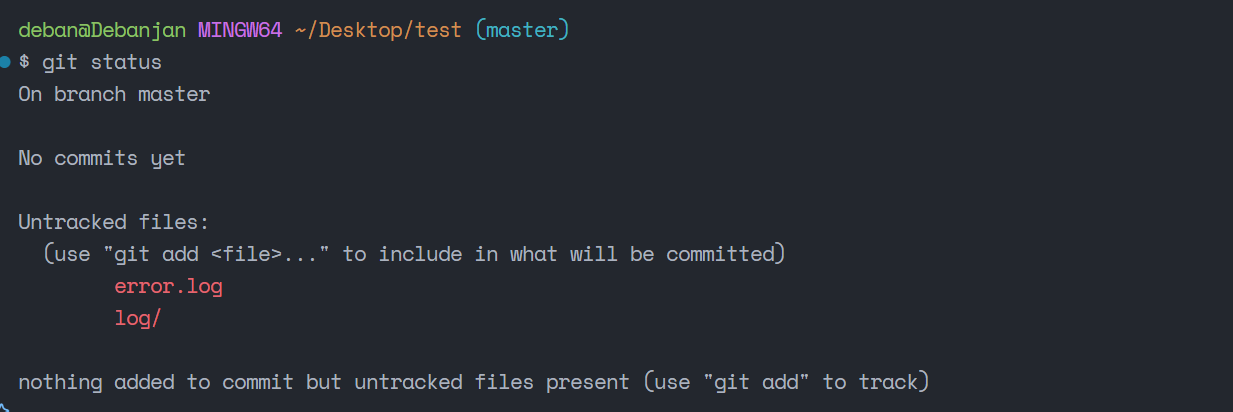 deban@Debanjan MINGW64 ~/Desktop/test (master)
$ git status
On branch master
No commits yet
Untracked files:
(use "git add <file>..." to include in what will be committed)
error.log
log/
nothing added to commit but untracked files present (use "git add" to track)